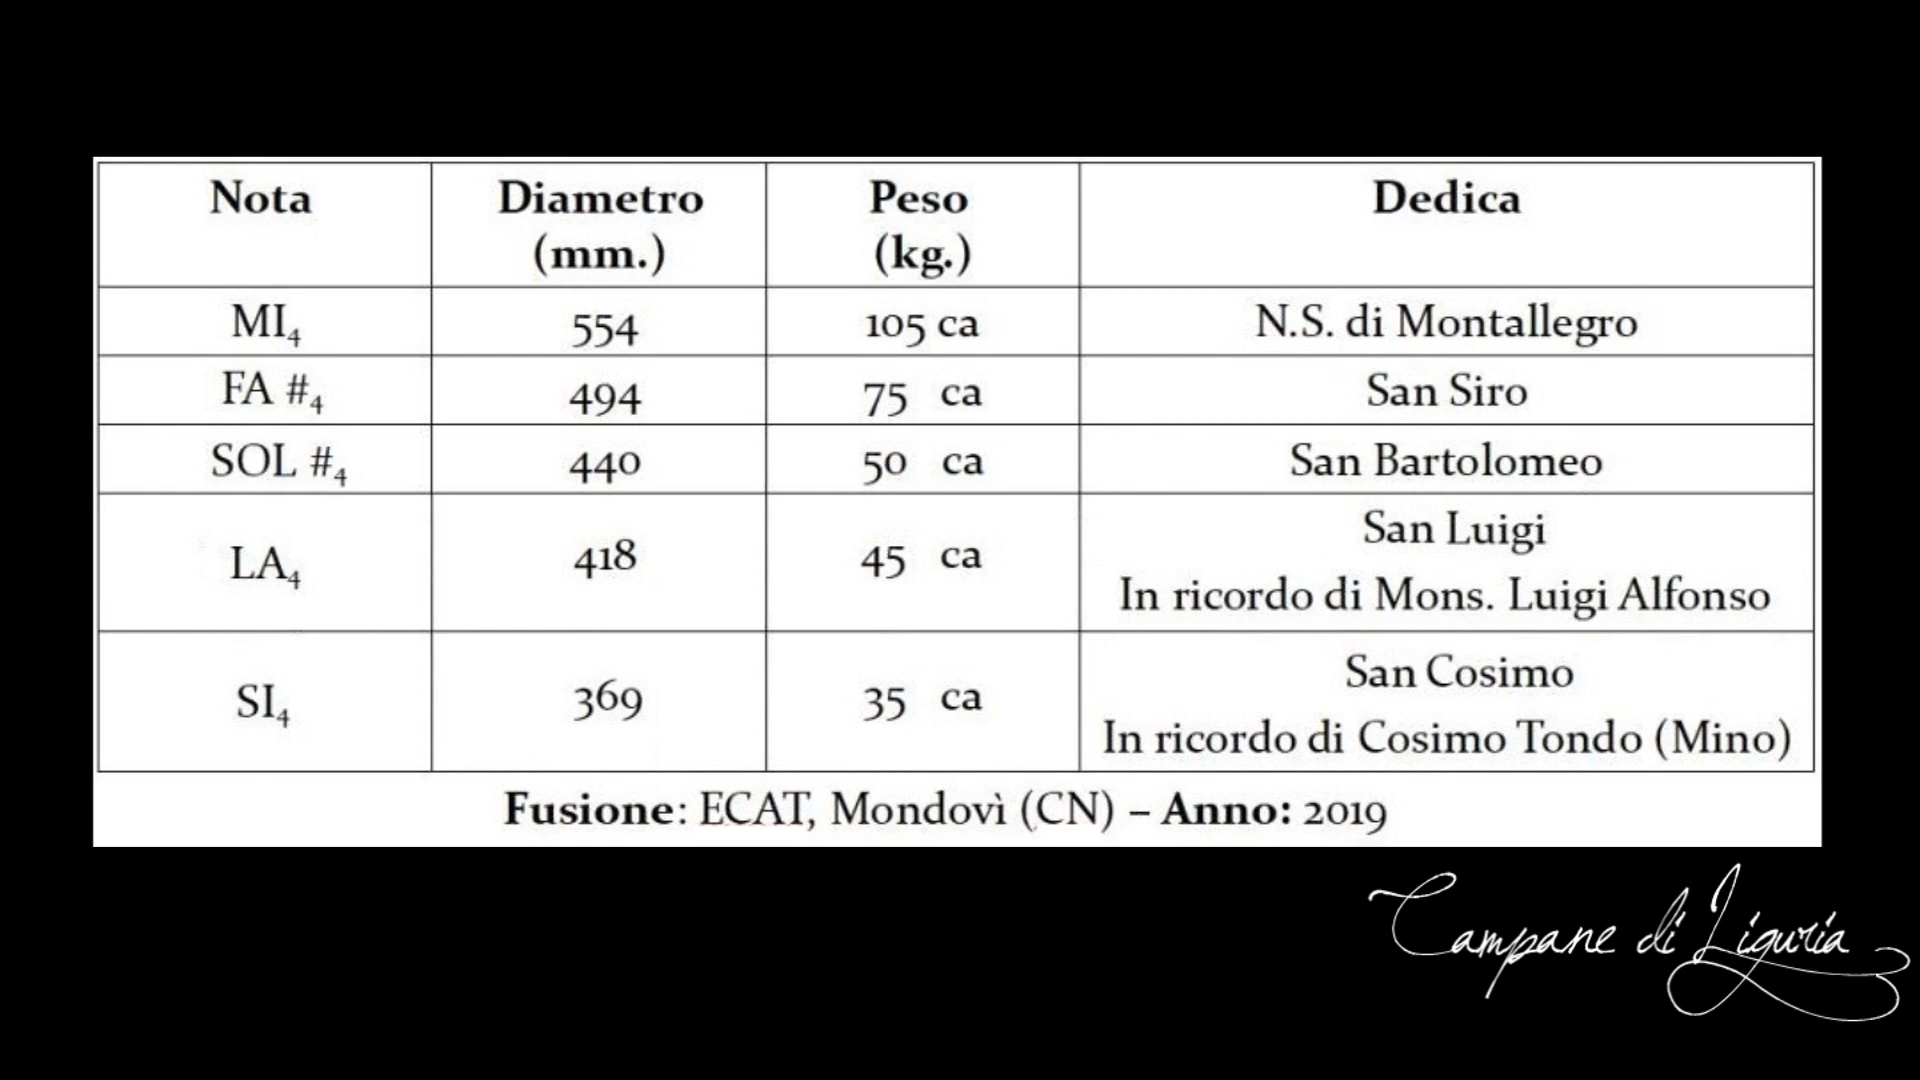 Nota Diametro (mm.) Peso (kg.) Dedica
MI₄ 554 105 ca N.S. di Montallegro
FA #₄ 494 75 ca San Siro
SOL #₄ 440 50 ca San Bartolomeo
LA₄ 418 45 ca San Luigi
In ricordo di Mons. Luigi Alfonso
SI₄ 369 35 ca San Cosimo
In ricordo di Cosimo Tondo (Mino)
Fusione: ECAT, Mondovì (CN) – Anno: 2019
Campane di Liguria